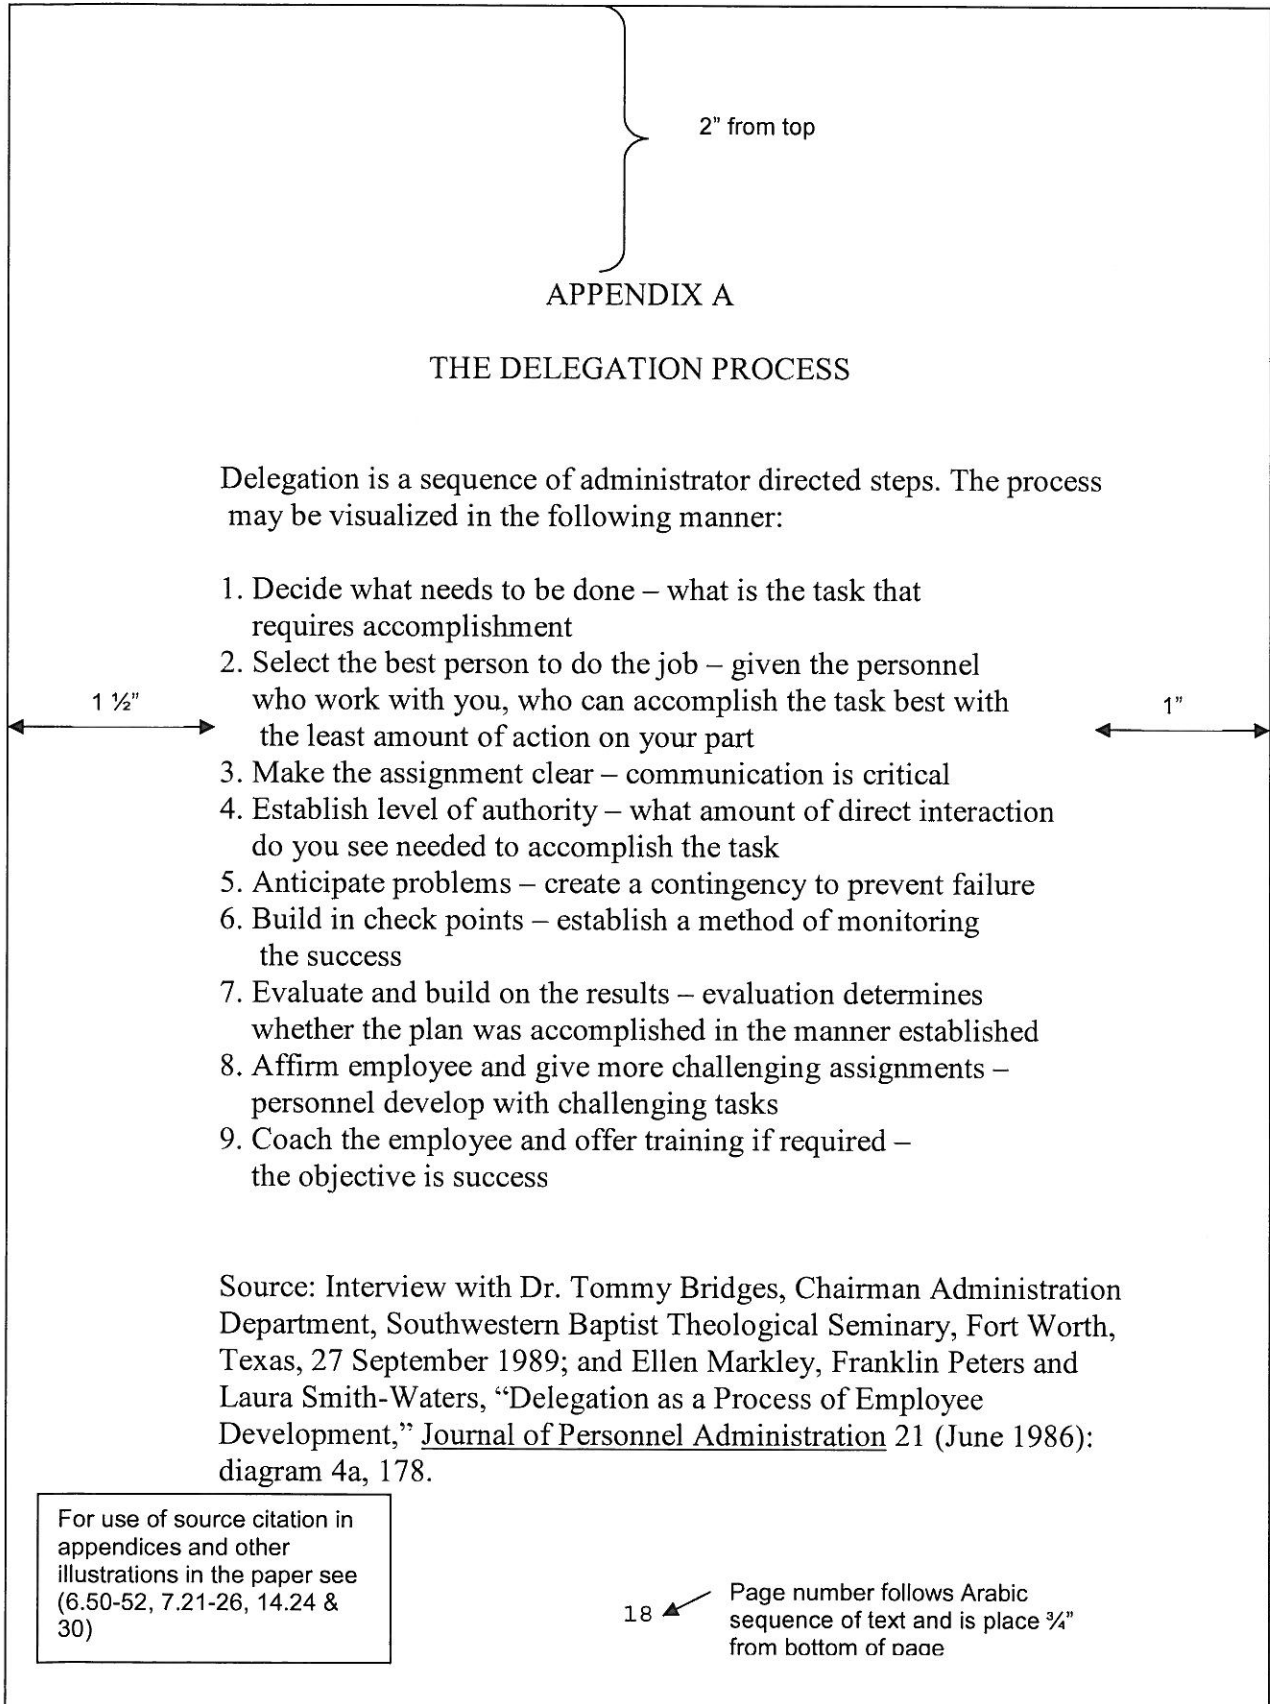 2” from top
APPENDIX A
THE DELEGATION PROCESS
Delegation is a sequence of administrator directed steps. The process
may be visualized in the following manner:
1. Decide what needs to be done – what is the task that
requires accomplishment
2. Select the best person to do the job – given the personnel
who work with you, who can accomplish the task best with
the least amount of action on your part
1 ½”
1”
3. Make the assignment clear – communication is critical
4. Establish level of authority – what amount of direct interaction
do you see needed to accomplish the task
5. Anticipate problems – create a contingency to prevent failure
6. Build in check points – establish a method of monitoring
the success
7. Evaluate and build on the results – evaluation determines
whether the plan was accomplished in the manner established
8. Affirm employee and give more challenging assignments –
personnel develop with challenging tasks
9. Coach the employee and offer training if required –
the objective is success
Source: Interview with Dr. Tommy Bridges, Chairman Administration
Department, Southwestern Baptist Theological Seminary, Fort Worth,
Texas, 27 September 1989; and Ellen Markley, Franklin Peters and
Laura Smith-Waters, “Delegation as a Process of Employee
Development,” Journal of Personnel Administration 21 (June 1986):
diagram 4a, 178.
For use of source citation in
appendices and other
illustrations in the paper see
(6.50-52, 7.21-26, 14.24 &
30)
18
Page number follows Arabic
sequence of text and is place ¾”
from bottom of page